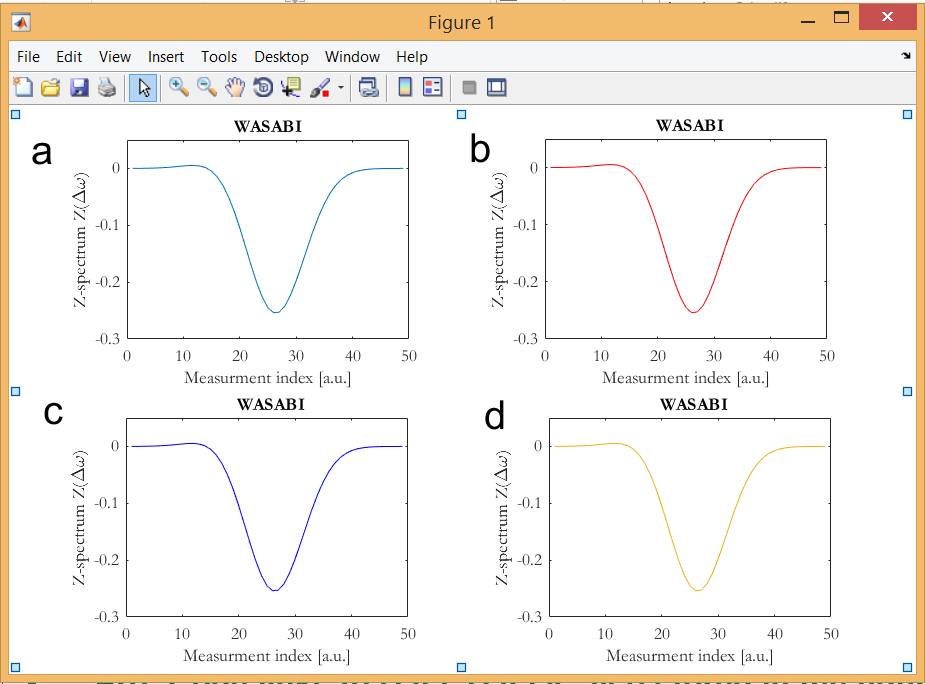 Figure 1
File Edit View Insert Tools Desktop Window Help
a
WASABI
Z-spectrum Z(Δω)
0
-0.1
-0.2
-0.3
0 10 20 30 40 50
Measurment index [a.u.]
b
WASABI
Z-spectrum Z(Δω)
0
-0.1
-0.2
-0.3
0 10 20 30 40 50
Measurment index [a.u.]
c
WASABI
Z-spectrum Z(Δω)
0
-0.1
-0.2
-0.3
0 10 20 30 40 50
Measurment index [a.u.]
d
WASABI
Z-spectrum Z(Δω)
0
-0.1
-0.2
-0.3
0 10 20 30 40 50
Measurment index [a.u.]